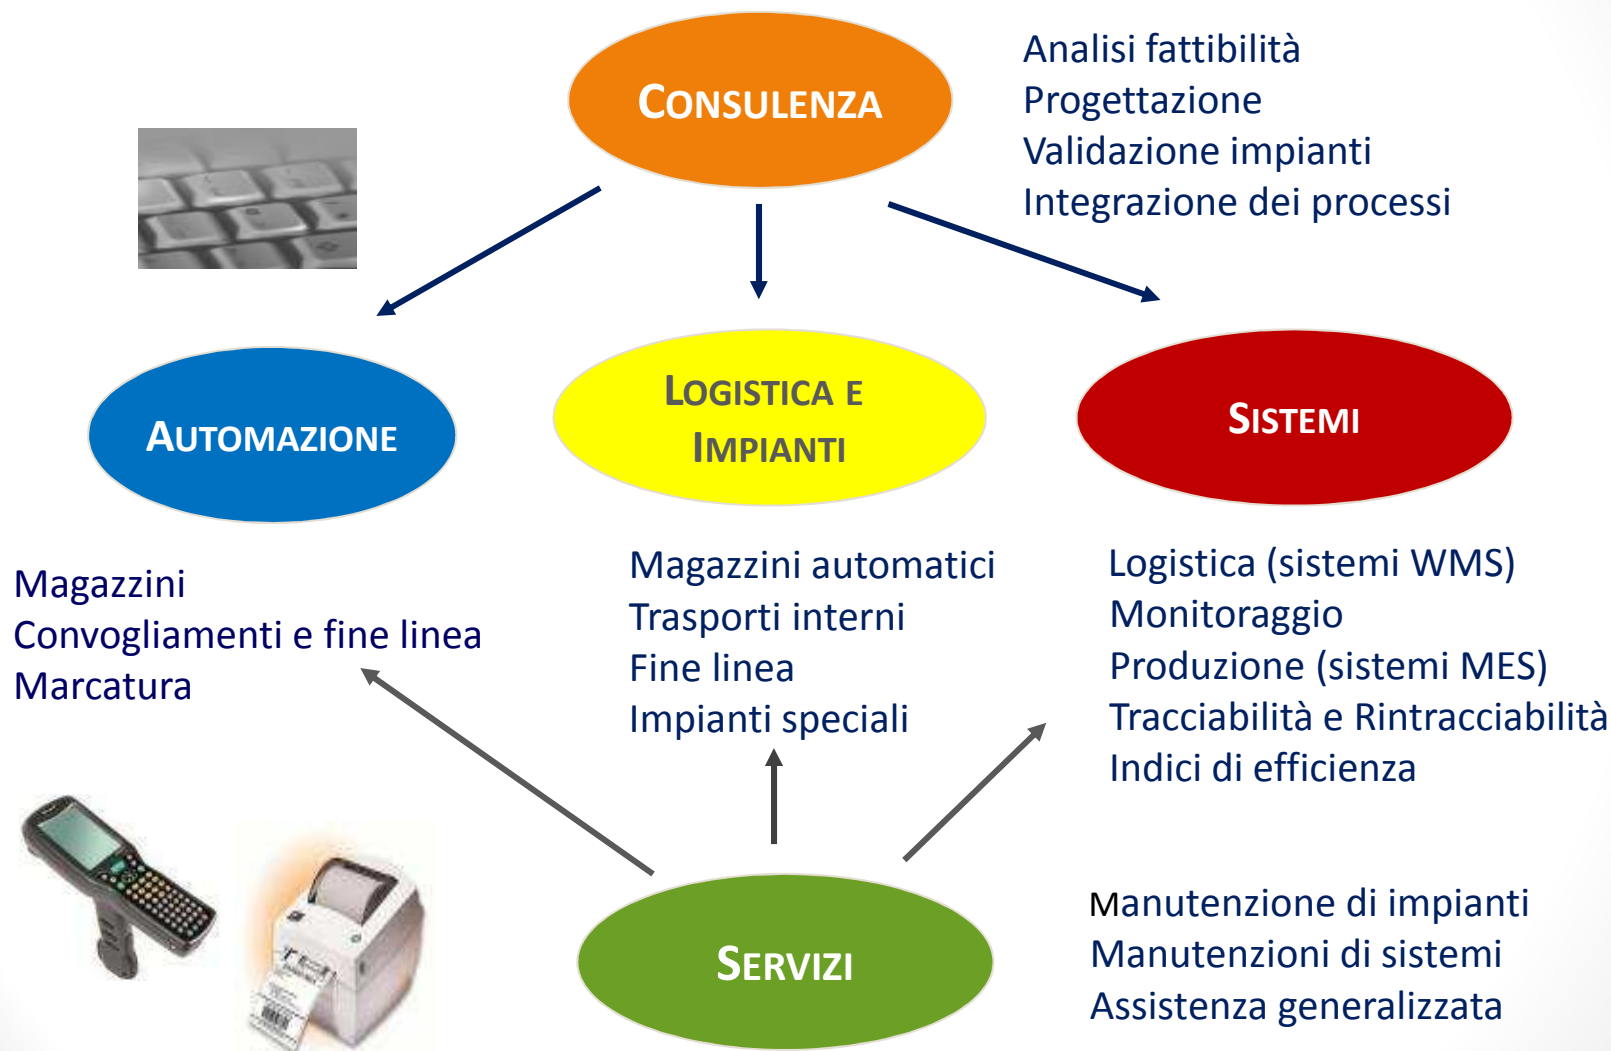 CONSULENZA
Analisi fattibilità
Progettazione
Validazione impianti
Integrazione dei processi
AUTOMAZIONE
LOGISTICA E
IMPIANTI
SISTEMI
Magazzini
Convogliamenti e fine linea
Marcatura
Magazzini automatici
Trasporti interni
Fine linea
Impianti speciali
Logistica (sistemi WMS)
Monitoraggio
Produzione (sistemi MES)
Tracciabilità e Rintracciabilità
Indici di efficienza
SERVIZI
Manutenzione di impianti
Manutenzioni di sistemi
Assistenza generalizzata